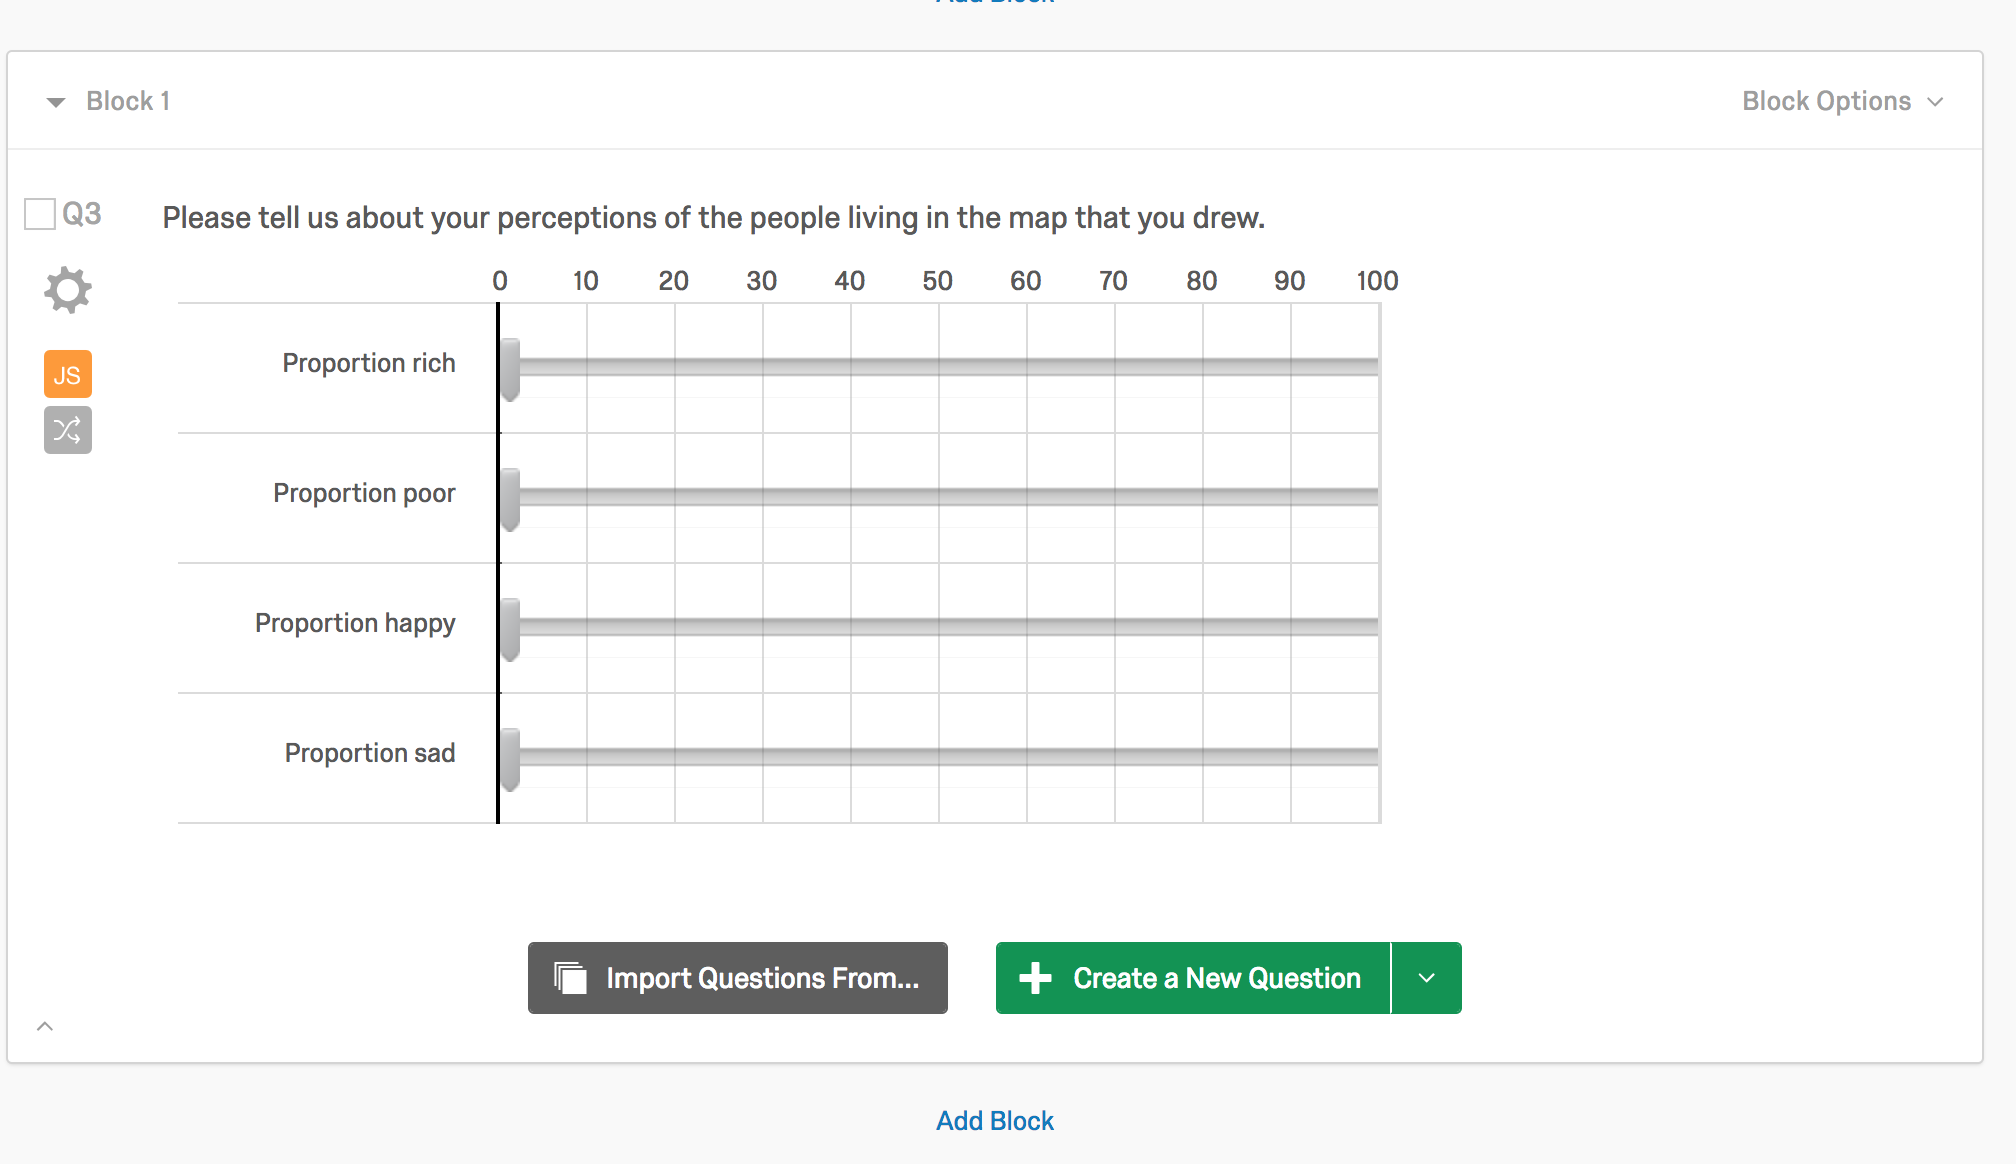 Add Block
Block 1
Block Options
Q3
Please tell us about your perceptions of the people living in the map that you drew.
0 10 20 30 40 50 60 70 80 90 100
Proportion rich
JS
Proportion poor
Proportion happy
Proportion sad
Import Questions From...
Create a New Question
Add Block